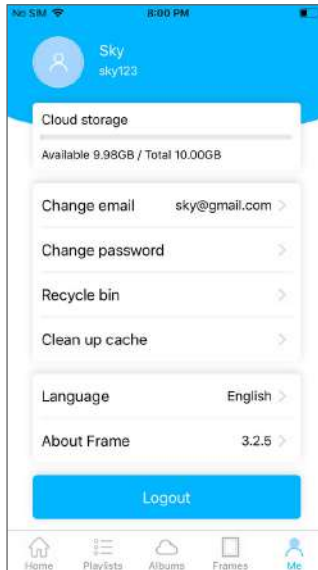 No SIM 8:00 PM
Sky
sky123
Cloud storage
Available 9.98GB / Total 10.00GB
Change email sky@gmail.com
Change password
Recycle bin
Clean up cache
Language English
About Frame 3.2.5
Logout
Home Playlists Albums Frames Me